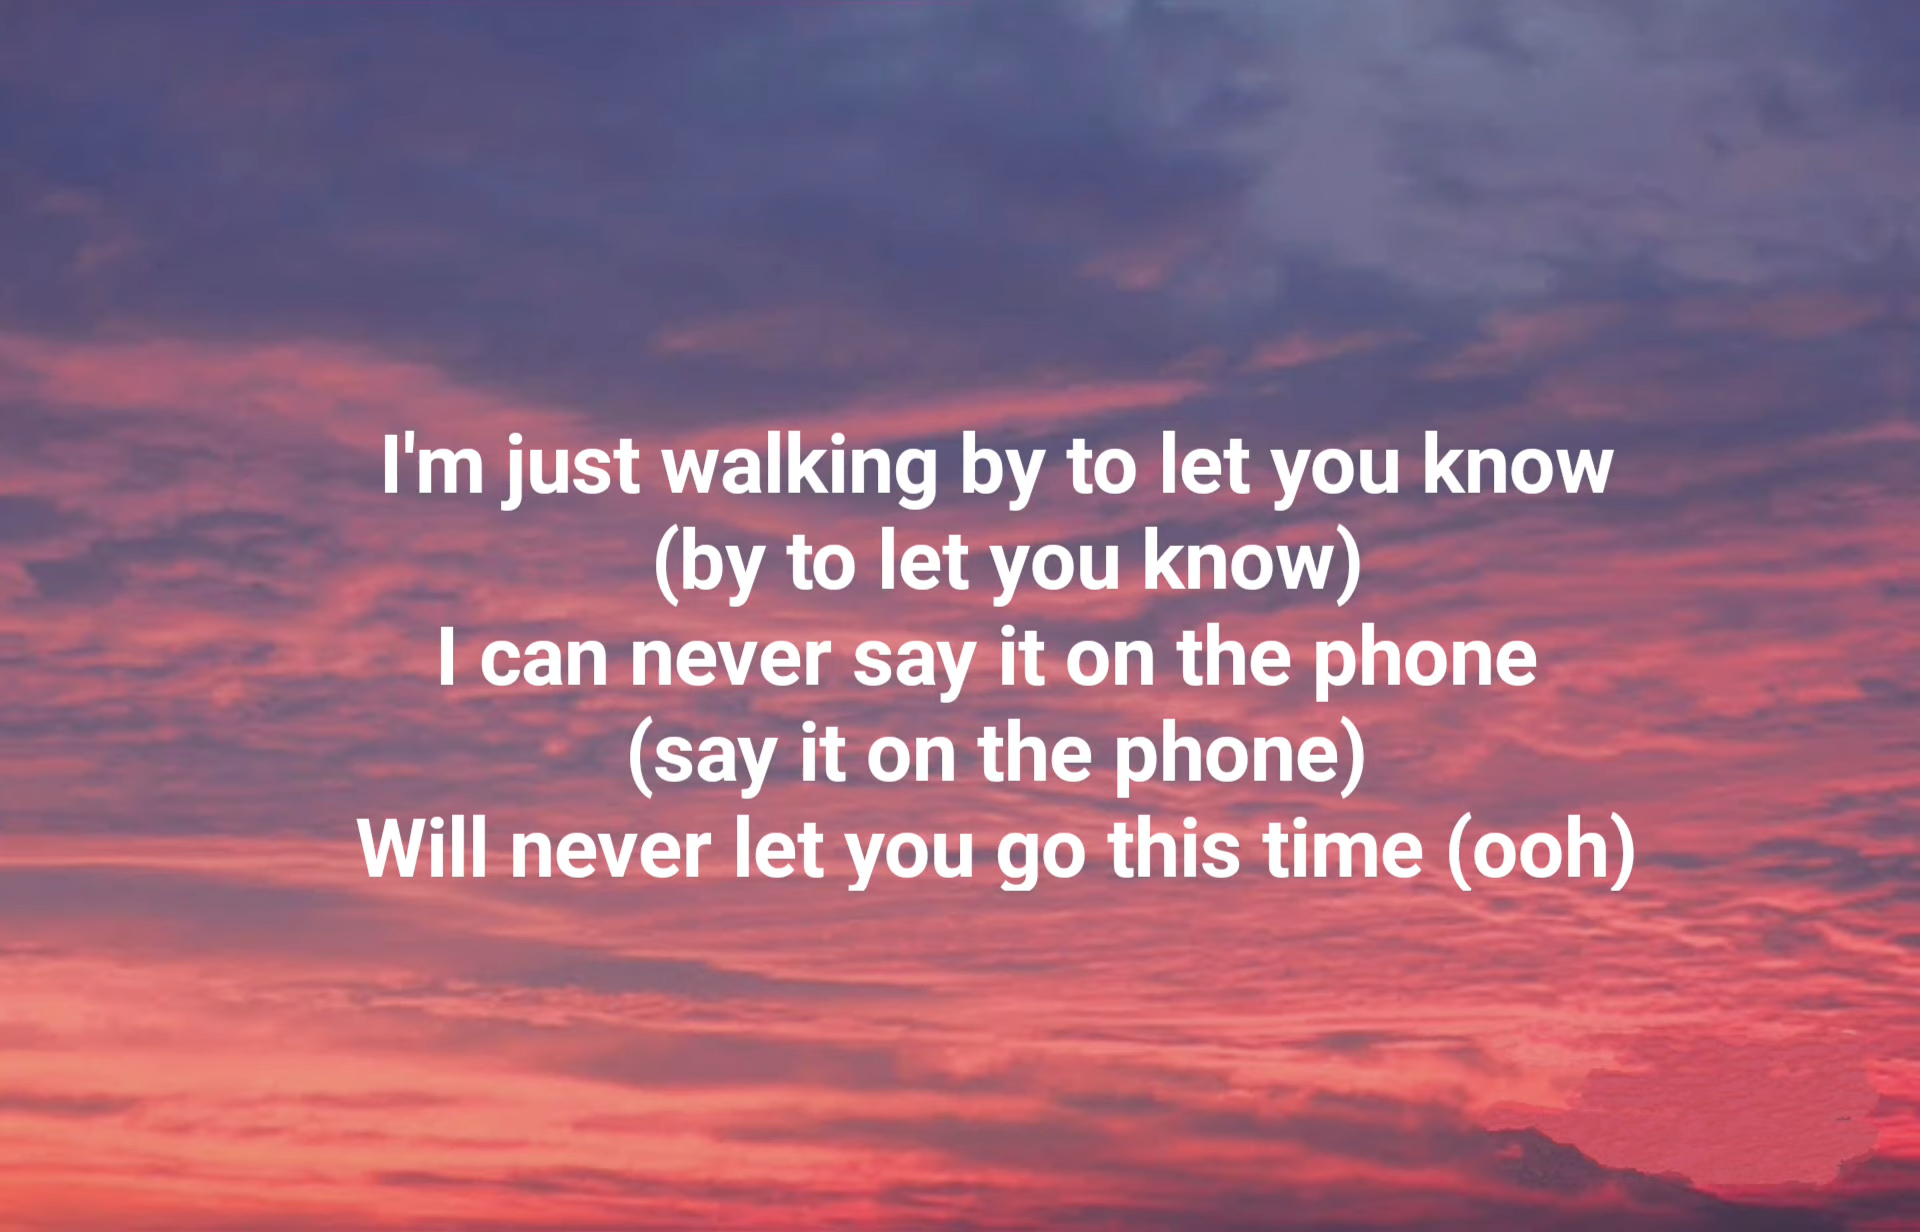 I'm just walking by to let you know
(by to let you know)
I can never say it on the phone
(say it on the phone)
Will never let you go this time (ooh)